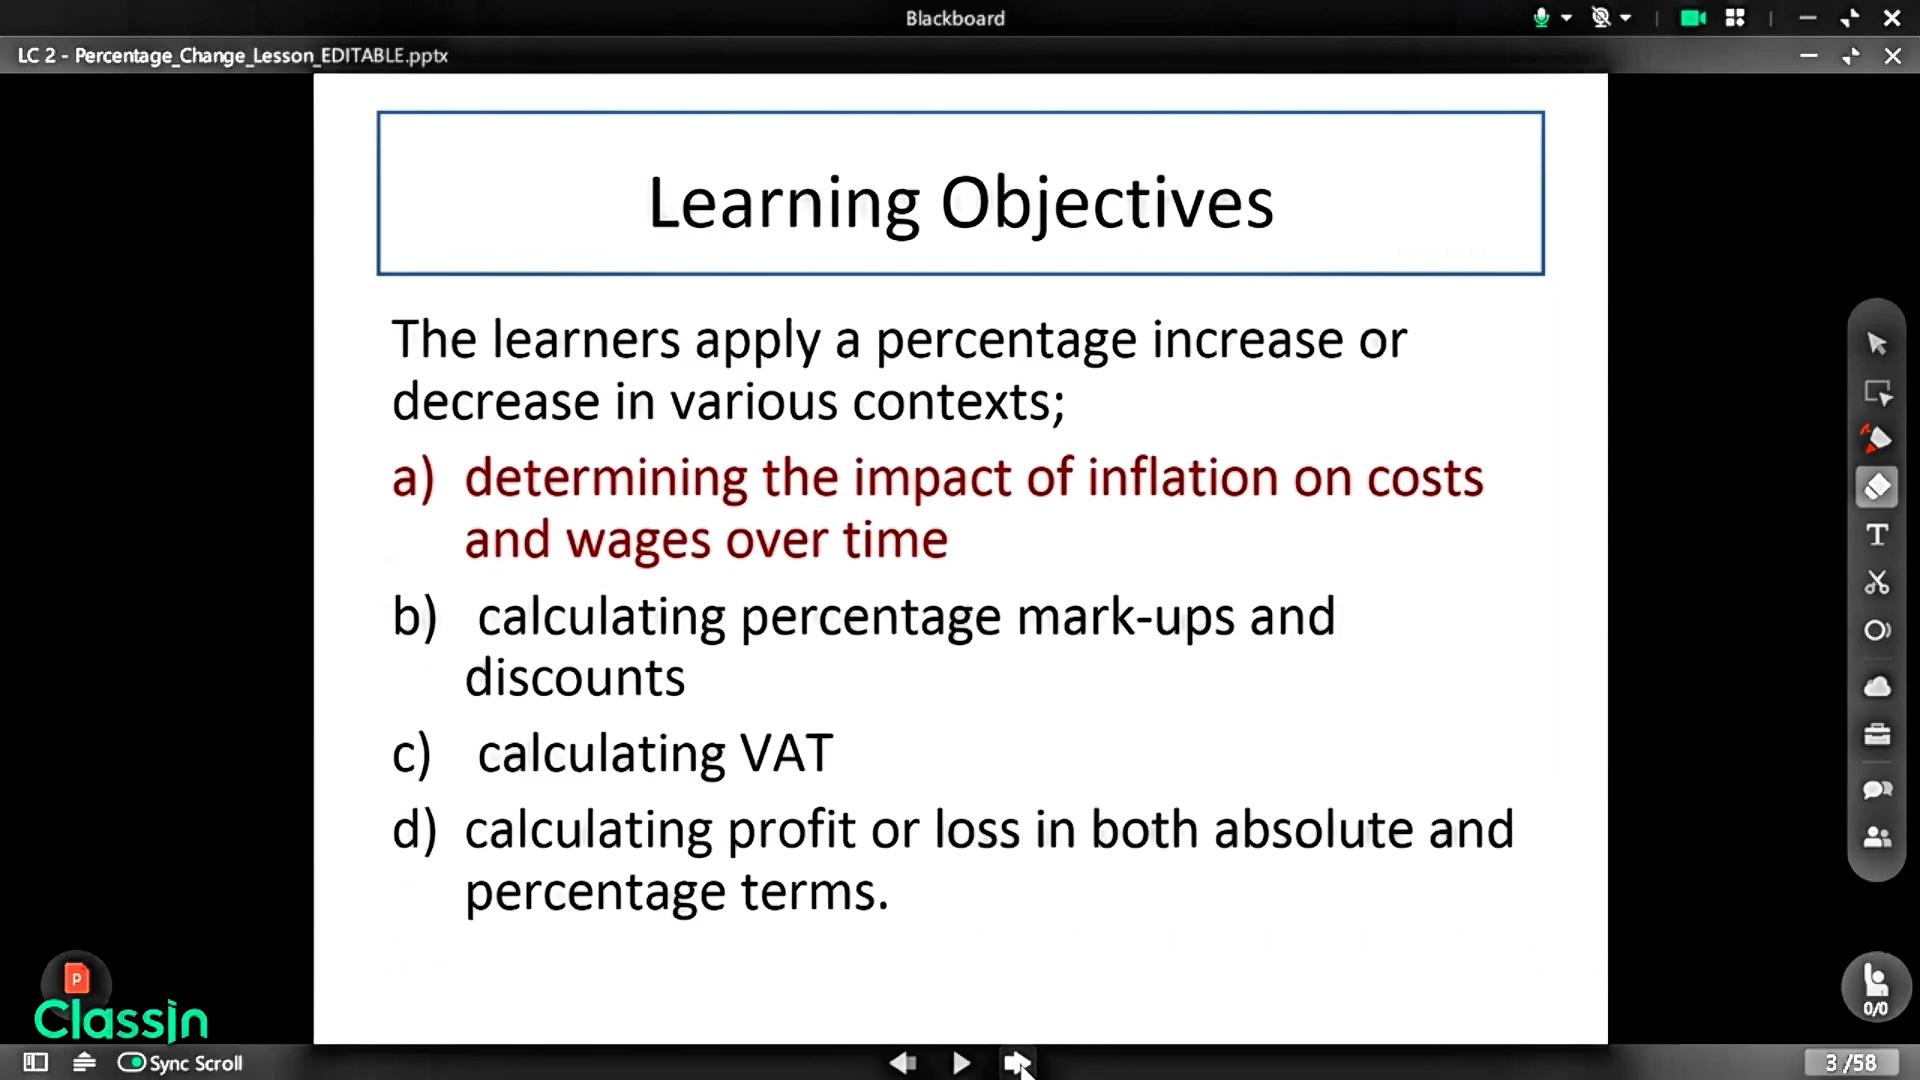 Blackboard
LC 2 - Percentage_Change_Lesson_EDITABLE.pptx
Learning Objectives
The learners apply a percentage increase or
decrease in various contexts;
a) determining the impact of inflation on costs
and wages over time
b) calculating percentage mark-ups and
discounts
c) calculating VAT
d) calculating profit or loss in both absolute and
percentage terms.
T
P
ClassIn
0/0
Sync Scroll
3 /58